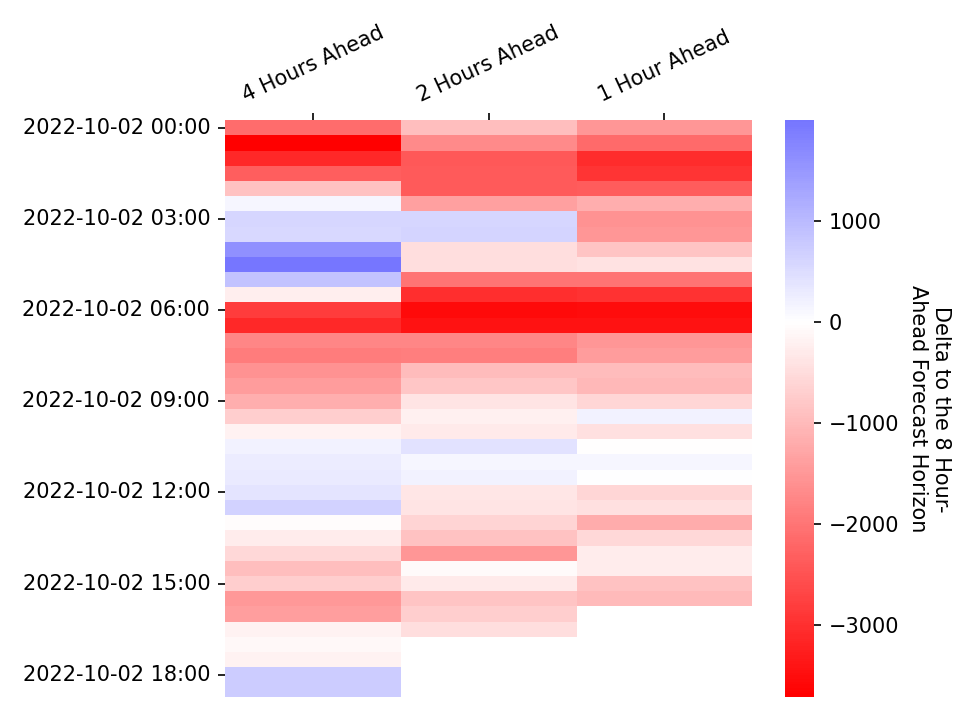 4 Hours Ahead
2 Hours Ahead
1 Hour Ahead
2022-10-02 00:00
2022-10-02 03:00
2022-10-02 06:00
2022-10-02 09:00
2022-10-02 12:00
2022-10-02 15:00
2022-10-02 18:00
1000
0
−1000
−2000
−3000
Delta to the 8 Hour-
Ahead Forecast Horizon